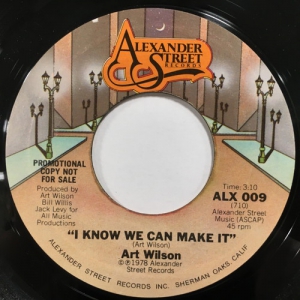 ALEXANDER
STREET
RECORDS
PROMOTIONAL
COPY NOT
FOR SALE
Produced by
Art Wilson
Bill Willis
Jack Levy for
All Music
Productions
Time: 3:10
ALX 009
(710)
Alexander Street
Music (ASCAP)
45 rpm
"I KNOW WE CAN MAKE IT"
(Art Wilson)
Art Wilson
©℗1978 Alexander
Street Records
ALEXANDER STREET RECORDS INC. SHERMAN OAKS, CALIF